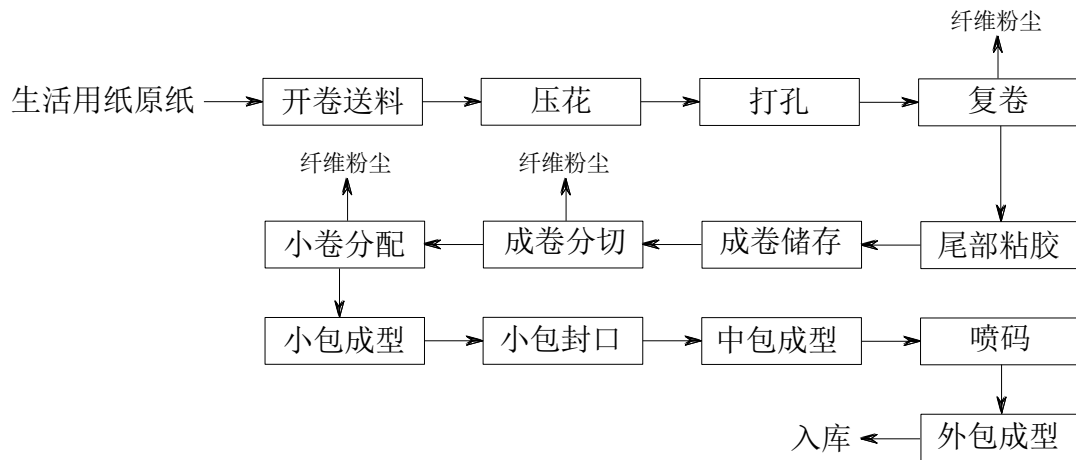 纤维粉尘
生活用纸原纸
开卷送料
压花
打孔
复卷
纤维粉尘
纤维粉尘
小卷分配
成卷分切
成卷储存
尾部粘胶
小包成型
小包封口
中包成型
喷码
入库
外包成型